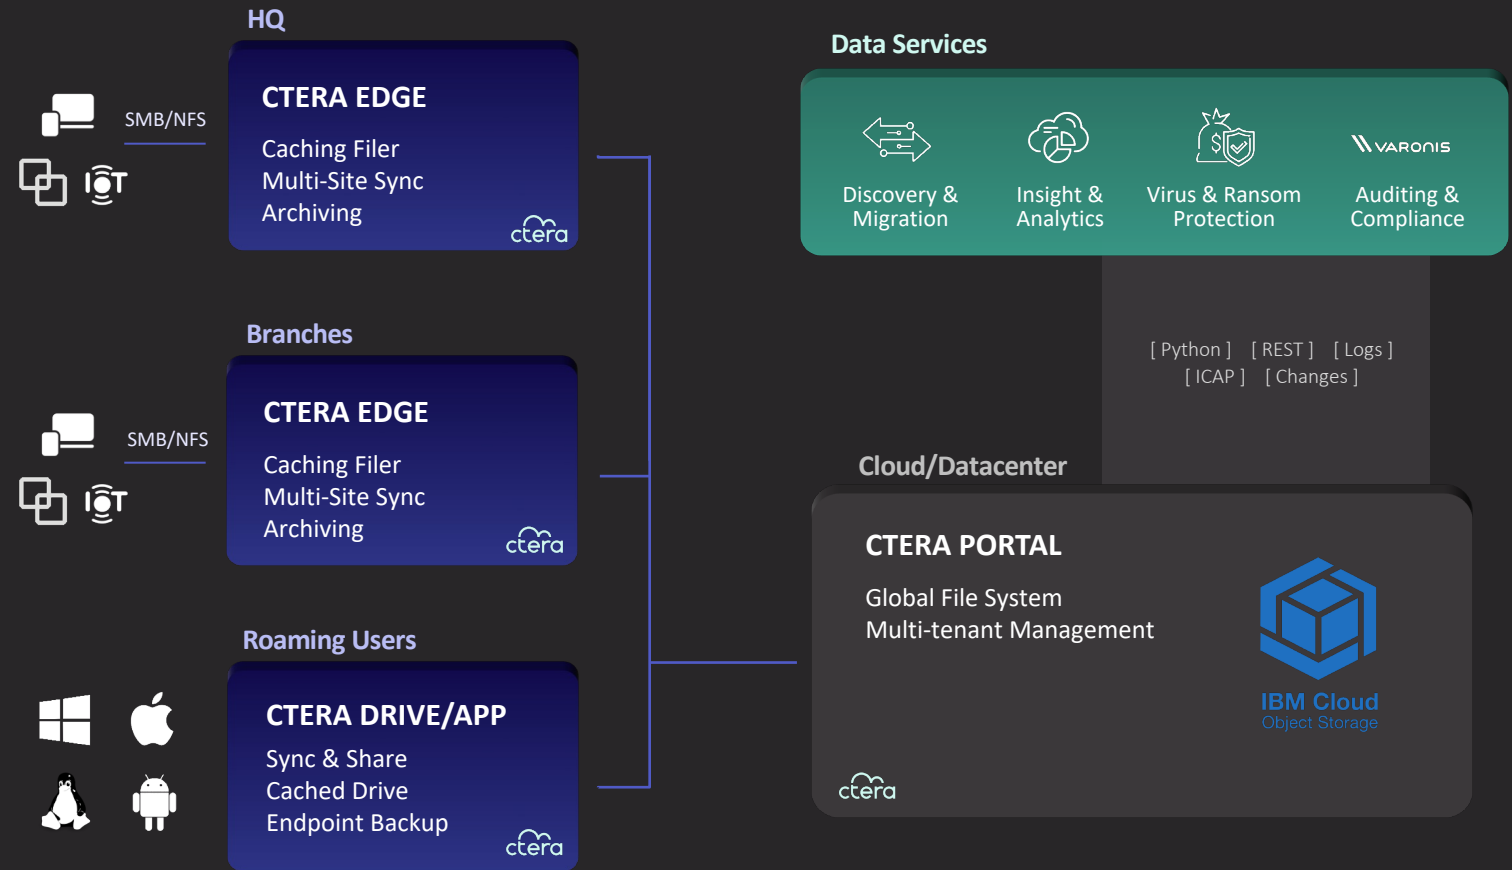 HQ
SMB/NFS
IOT
CTERA EDGE
Caching Filer
Multi-Site Sync
Archiving
ctera
Branches
SMB/NFS
IOT
CTERA EDGE
Caching Filer
Multi-Site Sync
Archiving
ctera
Roaming Users
CTERA DRIVE/APP
Sync & Share
Cached Drive
Endpoint Backup
ctera
Data Services
Discovery &
Migration
Insight &
Analytics
$
Virus & Ransom
Protection
VARONIS
Auditing &
Compliance
[ Python ] [ REST ] [ Logs ]
[ ICAP ] [ Changes ]
Cloud/Datacenter
CTERA PORTAL
Global File System
Multi-tenant Management
IBM Cloud
Object Storage
ctera